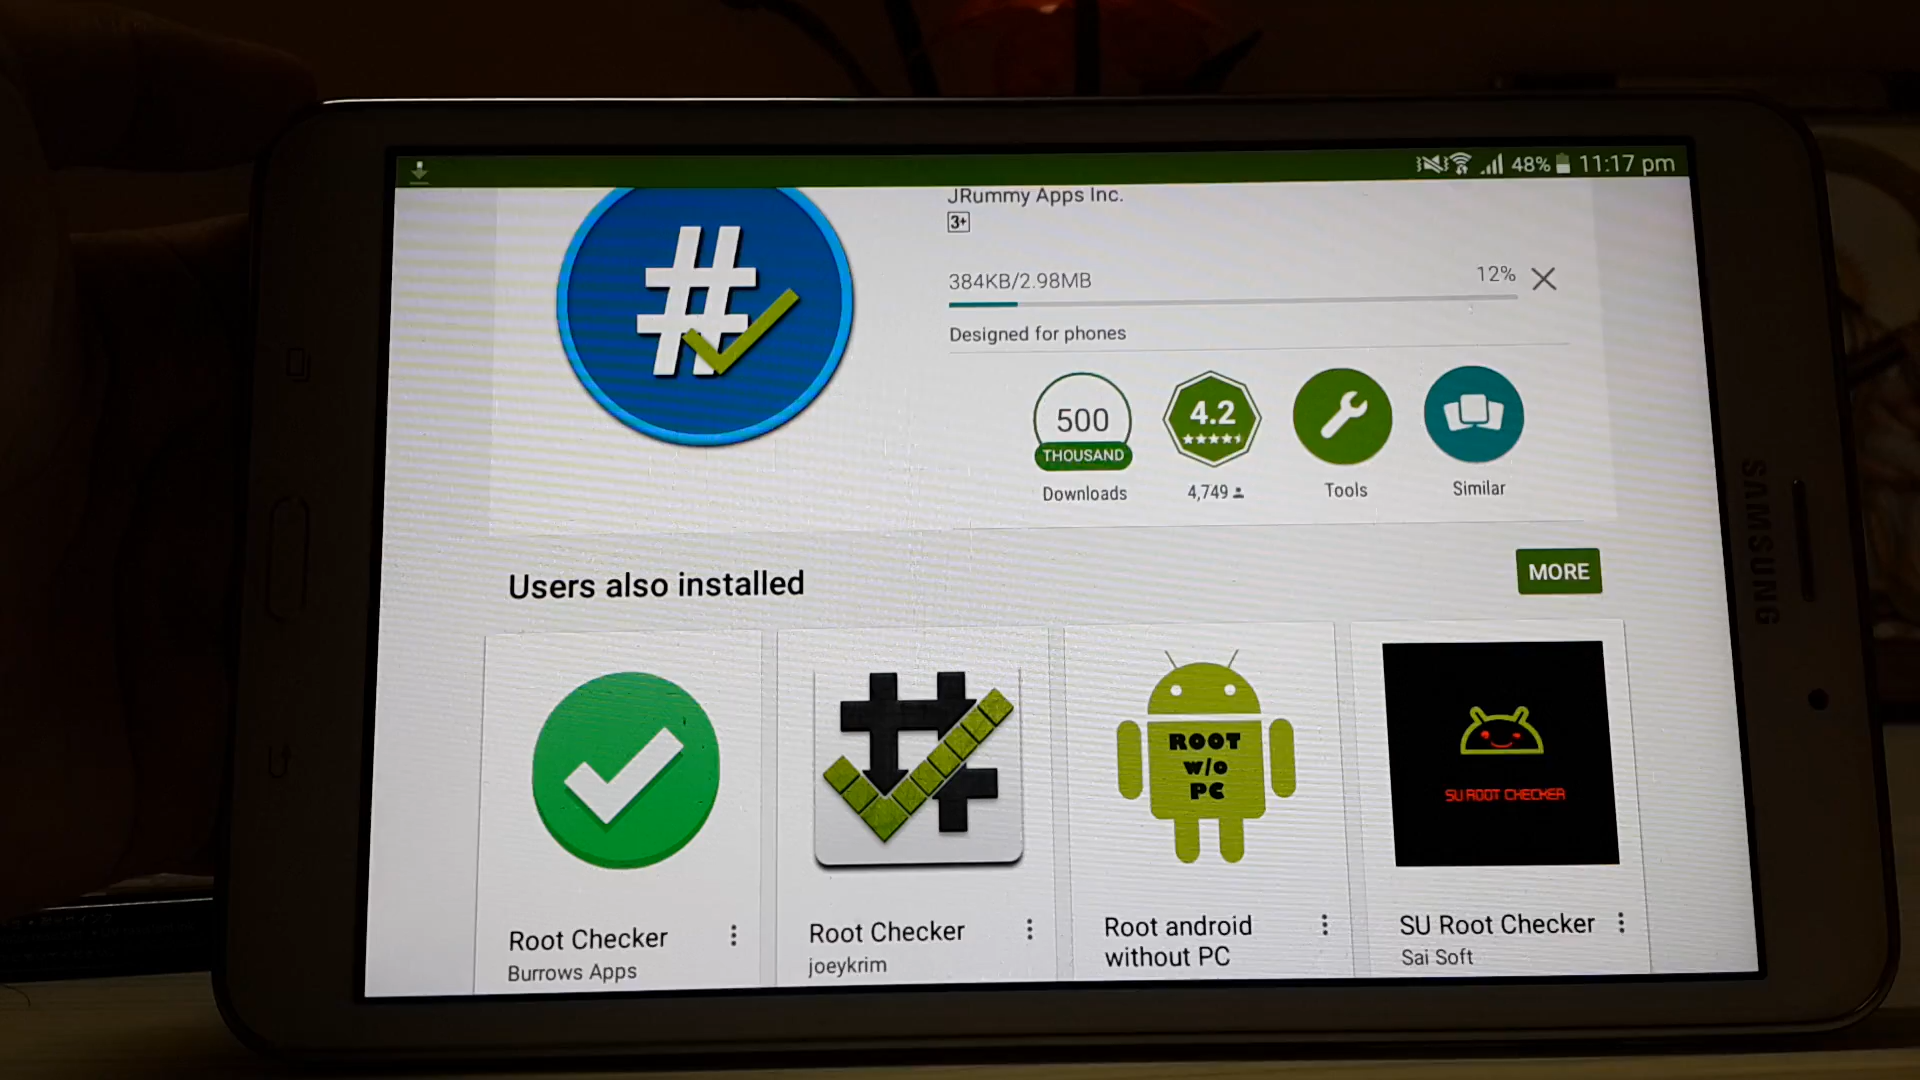 48% 11:17 pm
JRummy Apps Inc.
3+
384KB/2.98MB
12%
Designed for phones
500
THOUSAND
Downloads
4.2
4,749
Tools
Similar
Users also installed
MORE
ROOT
w/o
PC
SU ROOT CHECKER
Root Checker
Burrows Apps
Root Checker
joeykrim
Root android
without PC
SU Root Checker
Sai Soft
SAMSUNG